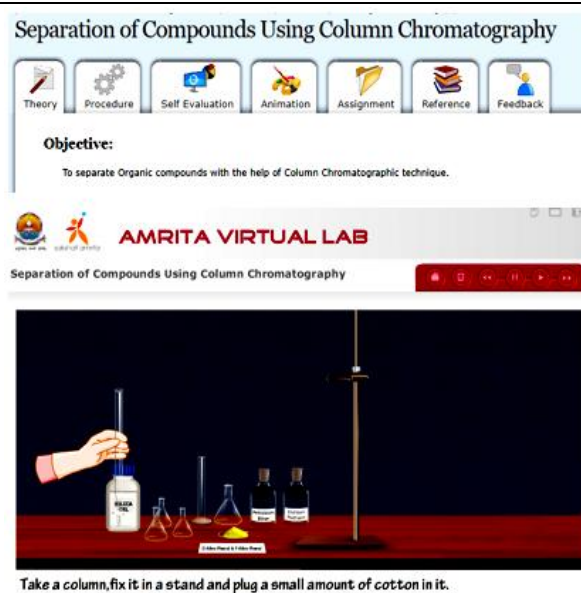 Separation of Compounds Using Column Chromatography
Theory
Procedure
Self Evaluation
Animation
Assignment
Reference
Feedback
Objective:
To separate Organic compounds with the help of Column Chromatographic technique.
AMRITA VIRTUAL LAB
Separation of Compounds Using Column Chromatography
SILICA
GEL
Take a column,fix it in a stand and plug a small amount of cotton in it.